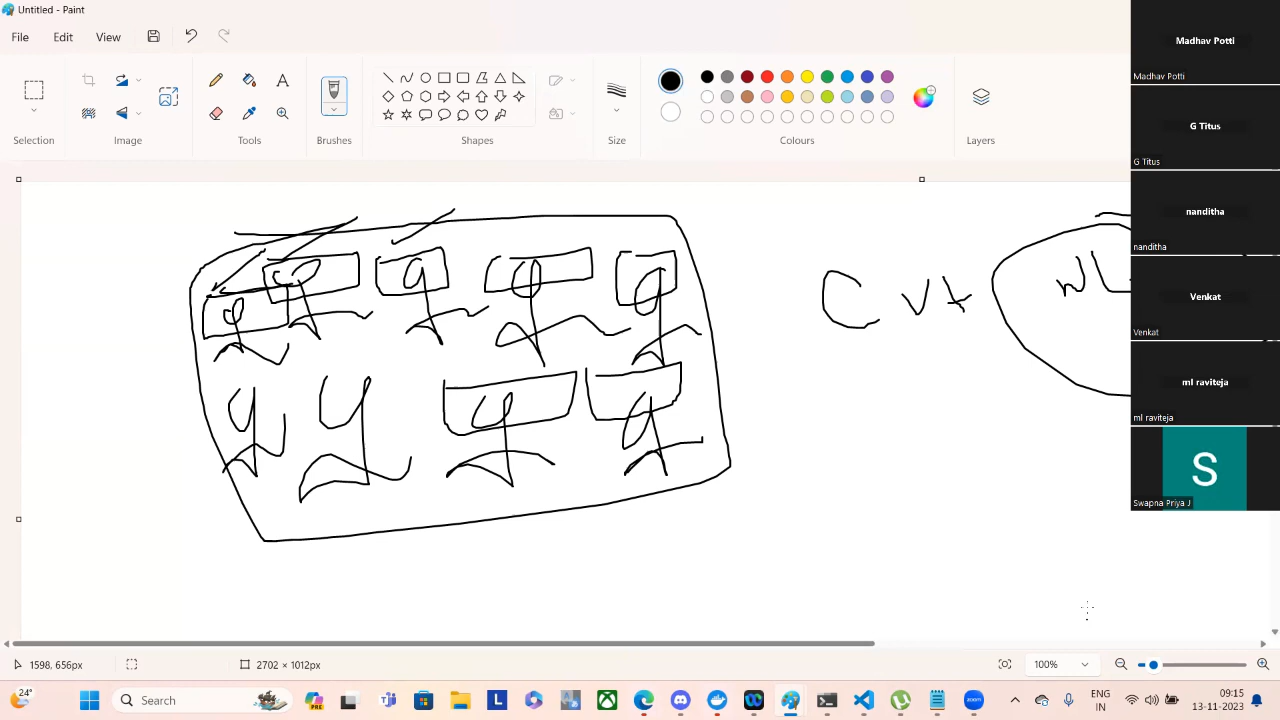 Untitled - Paint
File Edit View
Selection Image Tools Brushes Shapes Size Colours Layers
Madhav Potti
Madhav Potti
G Titus
G Titus
nanditha
nanditha
Venkat
Venkat
ml raviteja
ml raviteja
S
Swapna Priya J
1598, 656px 2702 × 1012px 100%
24°
Search
PRE
ENG
IN
09:15
13-11-2023